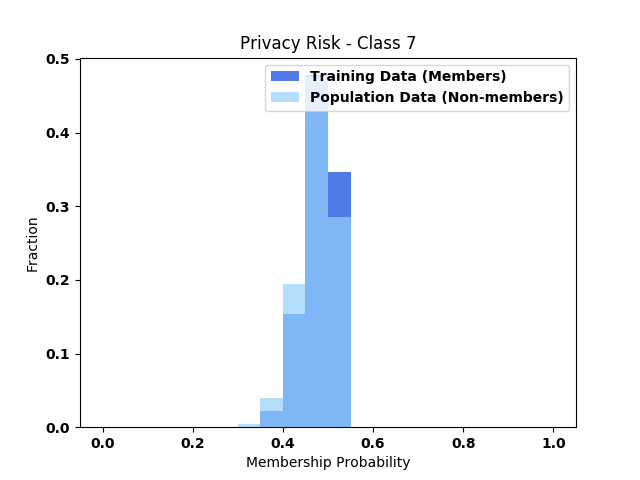 Privacy Risk - Class 7
Training Data (Members)
Population Data (Non-members)
0.5
0.4
0.3
0.2
0.1
0.0
Fraction
0.0 0.2 0.4 0.6 0.8 1.0
Membership Probability